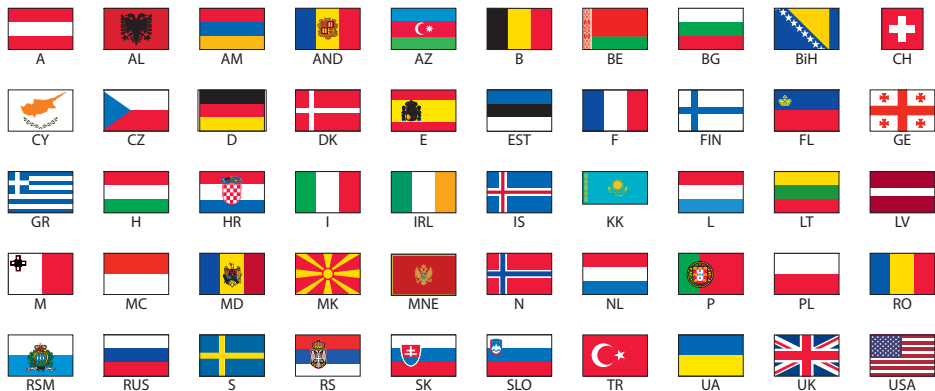 A AL AM AND AZ B BE BG BiH CH
CY CZ D DK E EST F FIN FL GE
GR H HR I IRL IS KK L LT LV
M MC MD MK MNE N NL P PL RO
RSM RUS S RS SK SLO TR UA UK USA